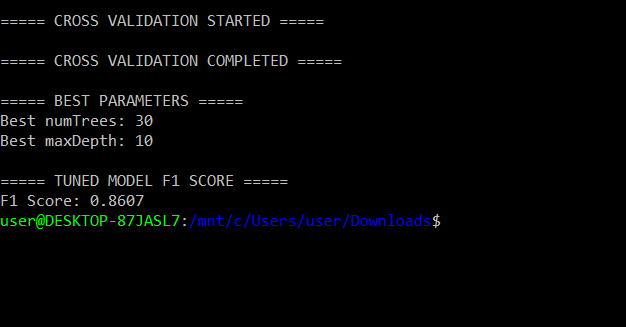 ===== CROSS VALIDATION STARTED =====
===== CROSS VALIDATION COMPLETED =====
===== BEST PARAMETERS =====
Best numTrees: 30
Best maxDepth: 10
===== TUNED MODEL F1 SCORE =====
F1 Score: 0.8607
user@DESKTOP-87JASL7:/mnt/c/Users/user/Downloads$